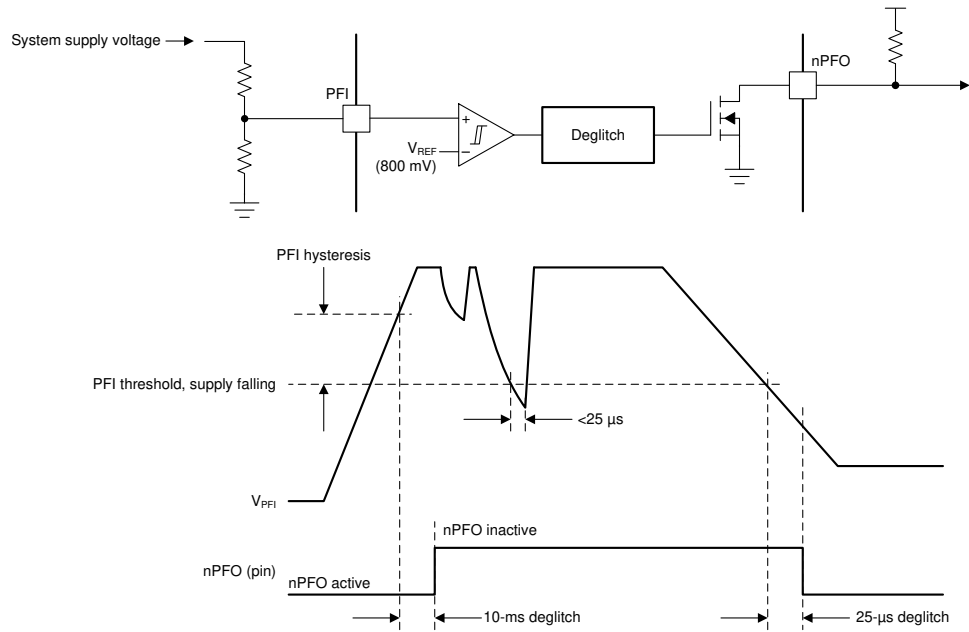 System supply voltage
PFI
nPFO
+
VREF
(800 mV)
−
Deglitch
PFI hysteresis
PFI threshold, supply falling
<25 µs
VPFI
nPFO inactive
nPFO (pin)
nPFO active
10-ms deglitch
25-µs deglitch